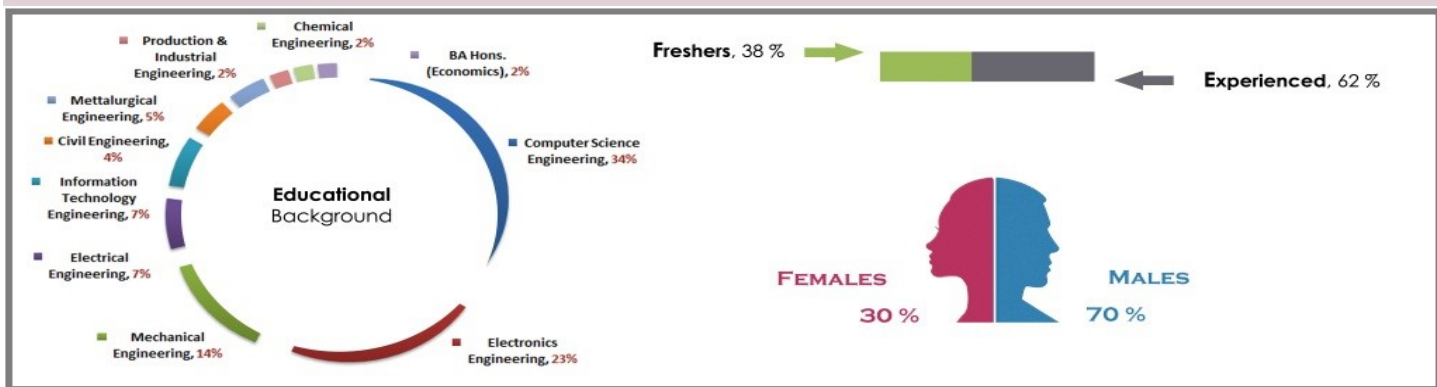 Chemical
Engineering, 2%
Production &
Industrial
Engineering, 2%
BA Hons.
(Economics), 2%
Mettalurgical
Engineering, 5%
Civil Engineering,
4%
Computer Science
Engineering, 34%
Information
Technology
Engineering, 7%
Educational
Background
Electrical
Engineering, 7%
Mechanical
Engineering, 14%
Electronics
Engineering, 23%
Freshers, 38 %
Experienced, 62 %
FEMALES
30 %
MALES
70 %